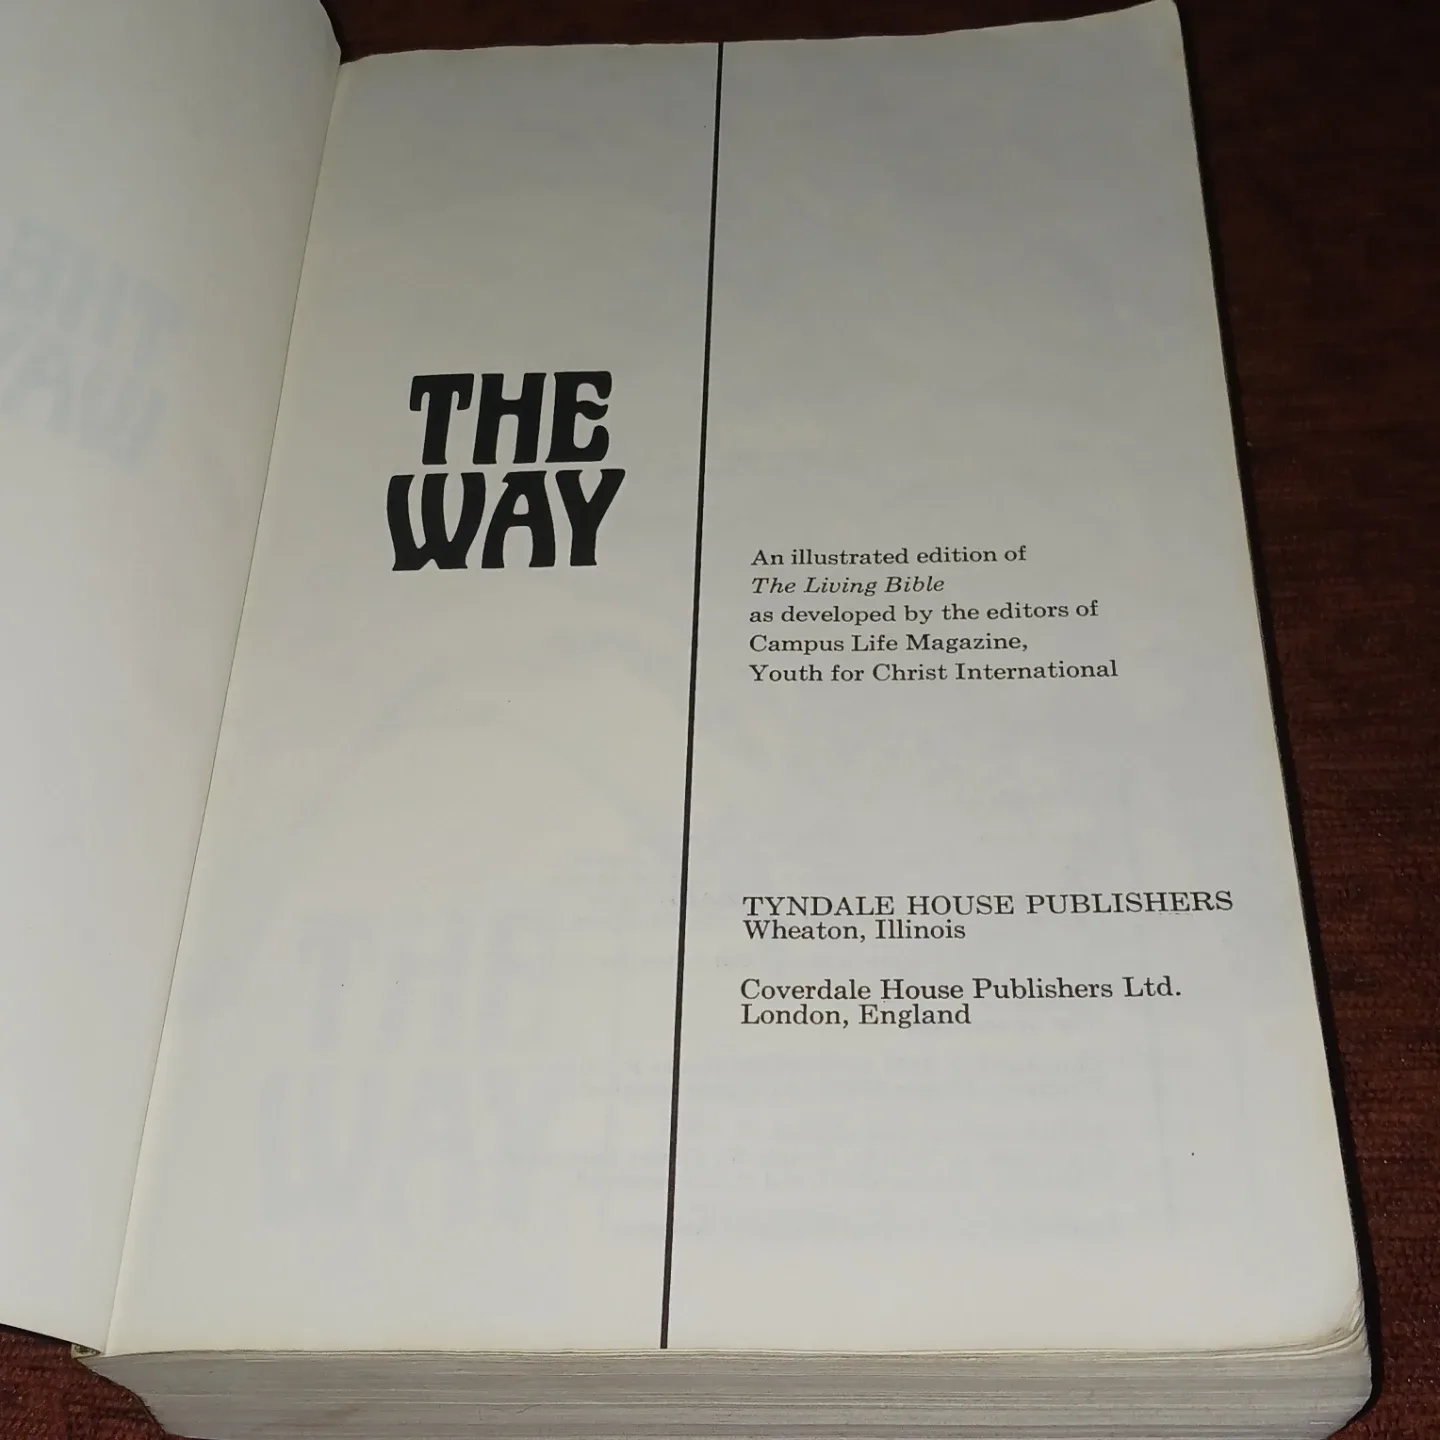 THE
WAY
An illustrated edition of
The Living Bible
as developed by the editors of
Campus Life Magazine,
Youth for Christ International
TYNDALE HOUSE PUBLISHERS
Wheaton, Illinois
Coverdale House Publishers Ltd.
London, England